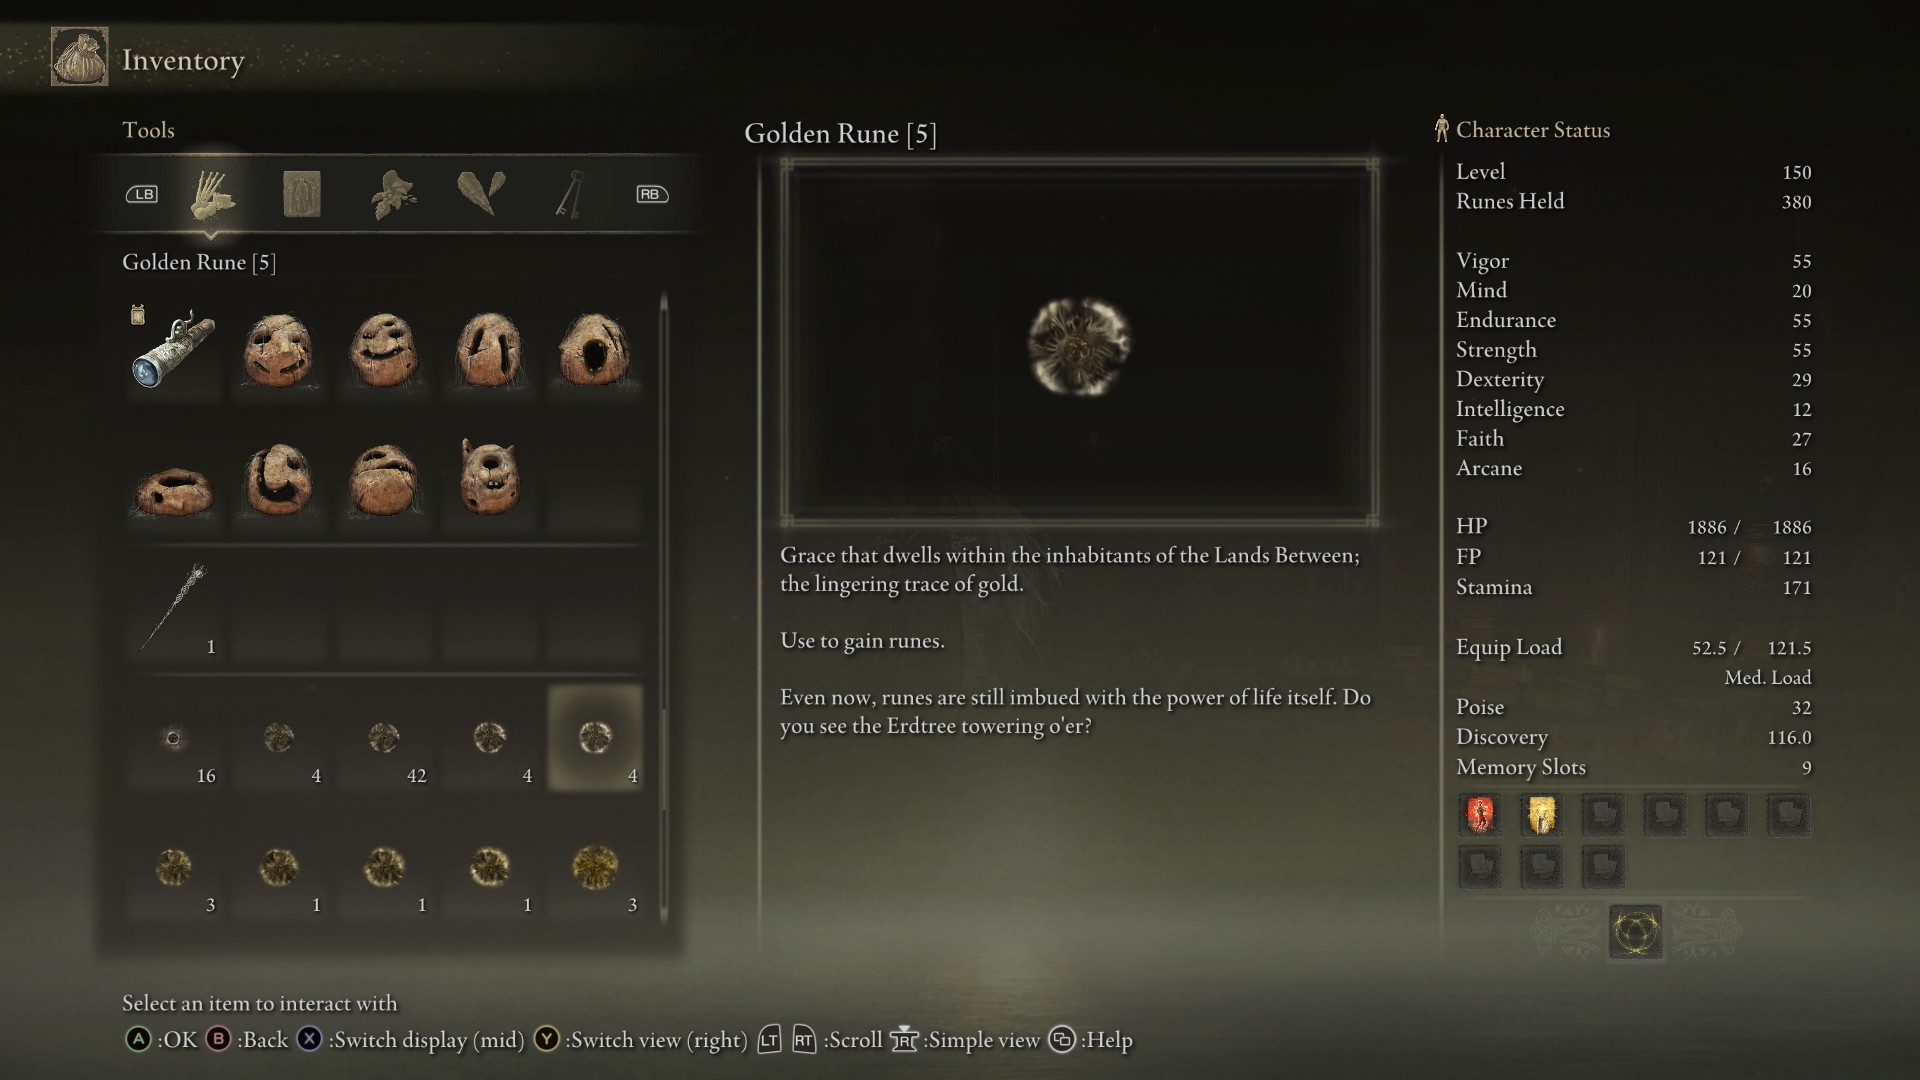 Inventory
Tools
LB
RB
Golden Rune [5]
1
16
4
42
4
4
3
1
1
1
3
Golden Rune [5]
Grace that dwells within the inhabitants of the Lands Between;
the lingering trace of gold.
Use to gain runes.
Even now, runes are still imbued with the power of life itself. Do
you see the Erdtree towering o'er?
Character Status
Level 150
Runes Held 380
Vigor 55
Mind 20
Endurance 55
Strength 55
Dexterity 29
Intelligence 12
Faith 27
Arcane 16
HP 1886 / 1886
FP 121 / 121
Stamina 171
Equip Load 52.5 / 121.5
Med. Load
Poise 32
Discovery 116.0
Memory Slots 9
Select an item to interact with
A :OK B :Back X :Switch display (mid) Y :Switch view (right) LT RT :Scroll R :Simple view :Help